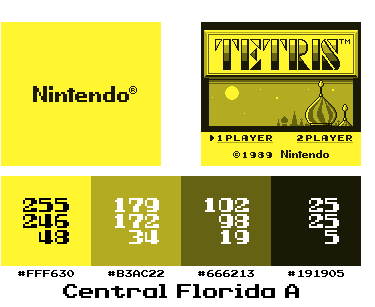 Nintendo®
TETRIS™
▶1PLAYER 2PLAYER
©1989 Nintendo
255 179 102 25
246 172 98 25
48 34 19 5
#FFF630 #B3AC22 #666213 #191905
Central Florida A